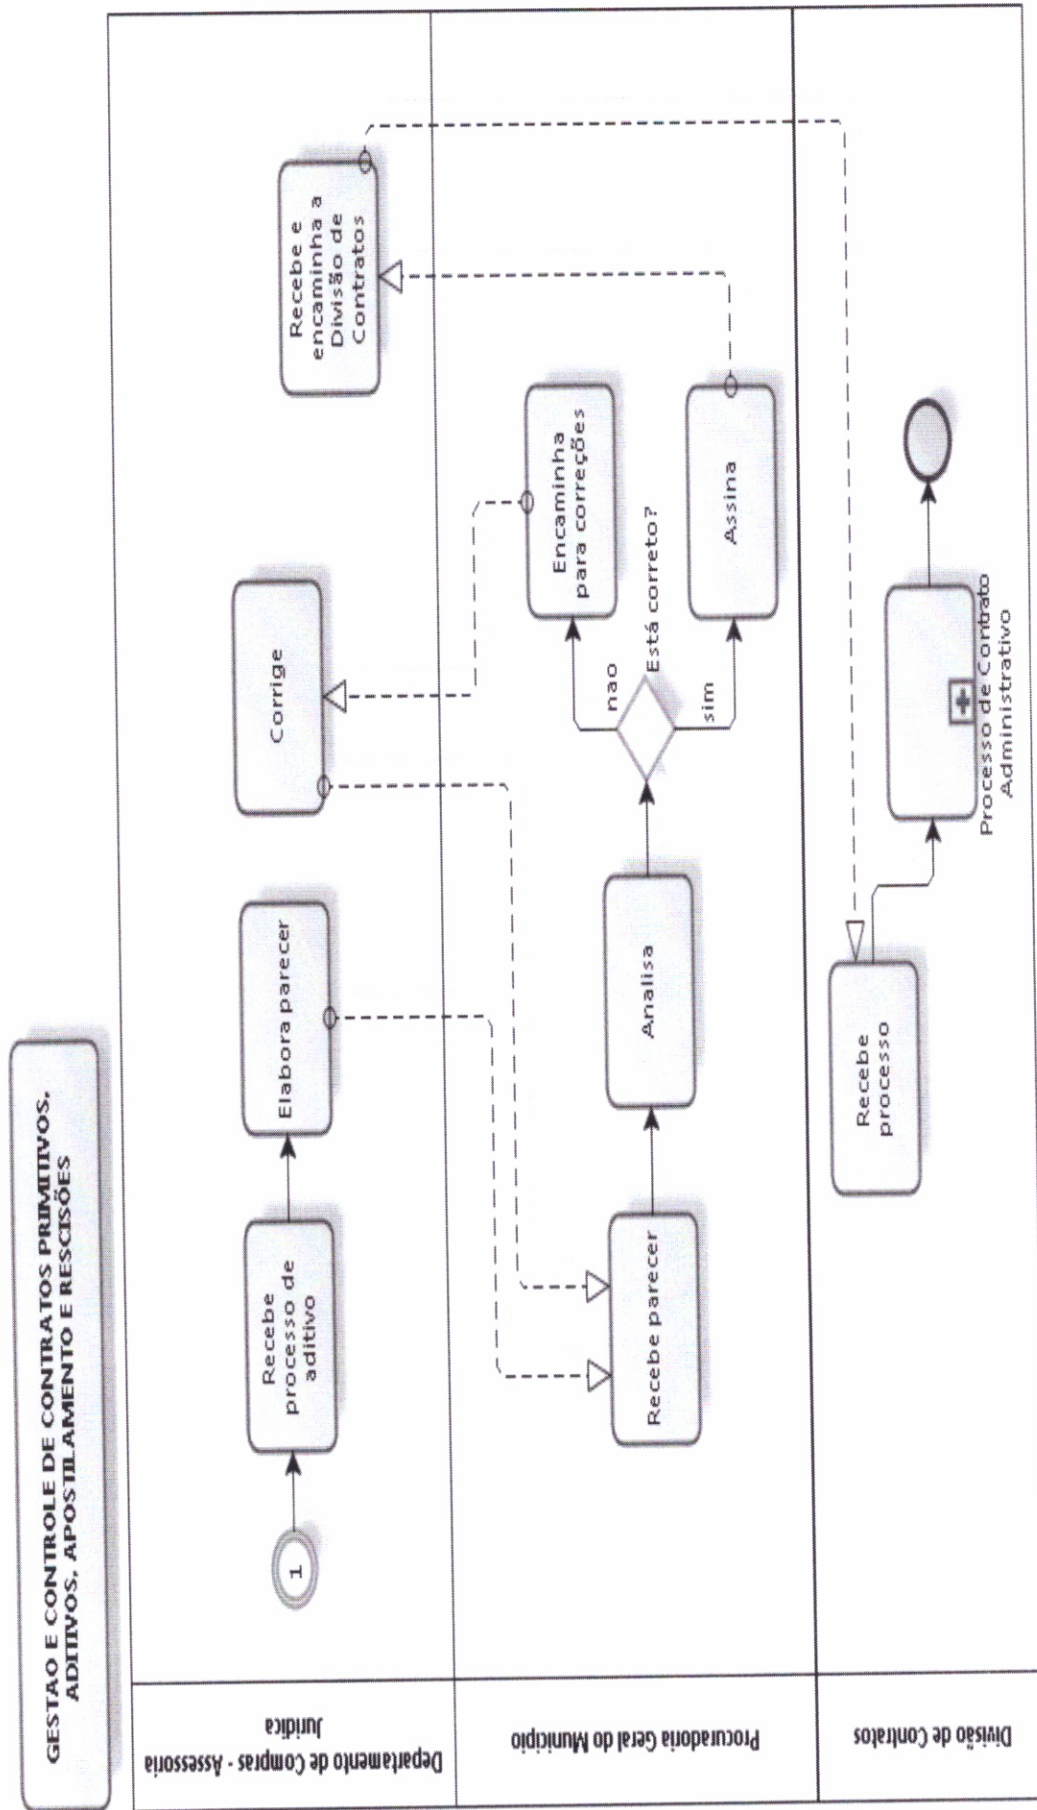 GESTAO E CONTROLE DE CONTRATOS PRIMITIVOS,
ADITIVOS, APOSTILAMENTO E RESCISÕES
Departamento de Compras - Assessoria
Jurídica
1
Recebe
processo de
aditivo
Elabora parecer
Corrige
Recebe e
encaminha a
Divisão de
Contratos
Procuradoria Geral do Município
Recebe parecer
Analisa
Está correto?
nao
sim
Encaminha
para correções
Assina
Divisão de Contratos
Recebe
processo
Processo de Contrato
Administrativo